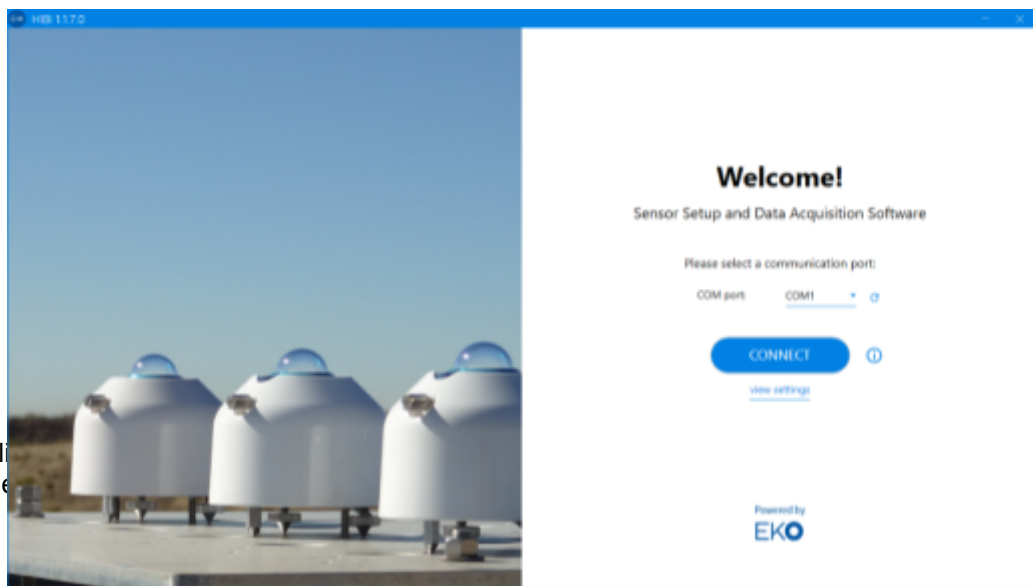 HIBI 1.1.7.0
Welcome!
Sensor Setup and Data Acquisition Software
Please select a communication port:
COM port: COM1
CONNECT
view settings
Powered by
EKO